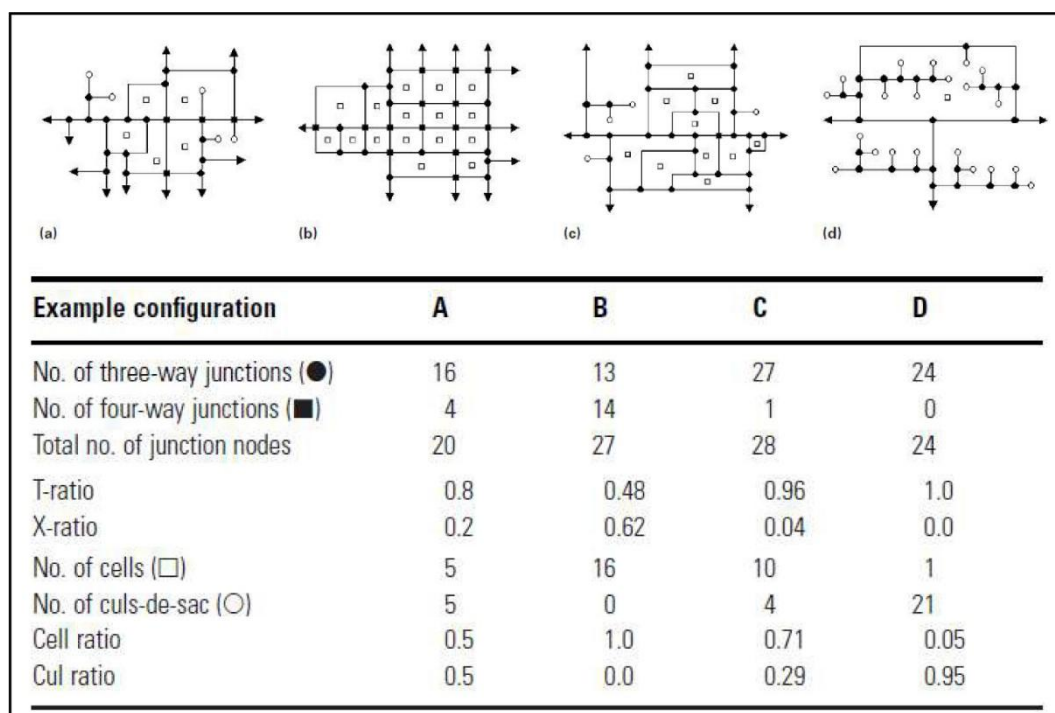 (a) (b) (c) (d)
Example configuration A B C D
No. of three-way junctions (●) 16 13 27 24
No. of four-way junctions (■) 4 14 1 0
Total no. of junction nodes 20 27 28 24
T-ratio 0.8 0.48 0.96 1.0
X-ratio 0.2 0.62 0.04 0.0
No. of cells (□) 5 16 10 1
No. of culs-de-sac (○) 5 0 4 21
Cell ratio 0.5 1.0 0.71 0.05
Cul ratio 0.5 0.0 0.29 0.95